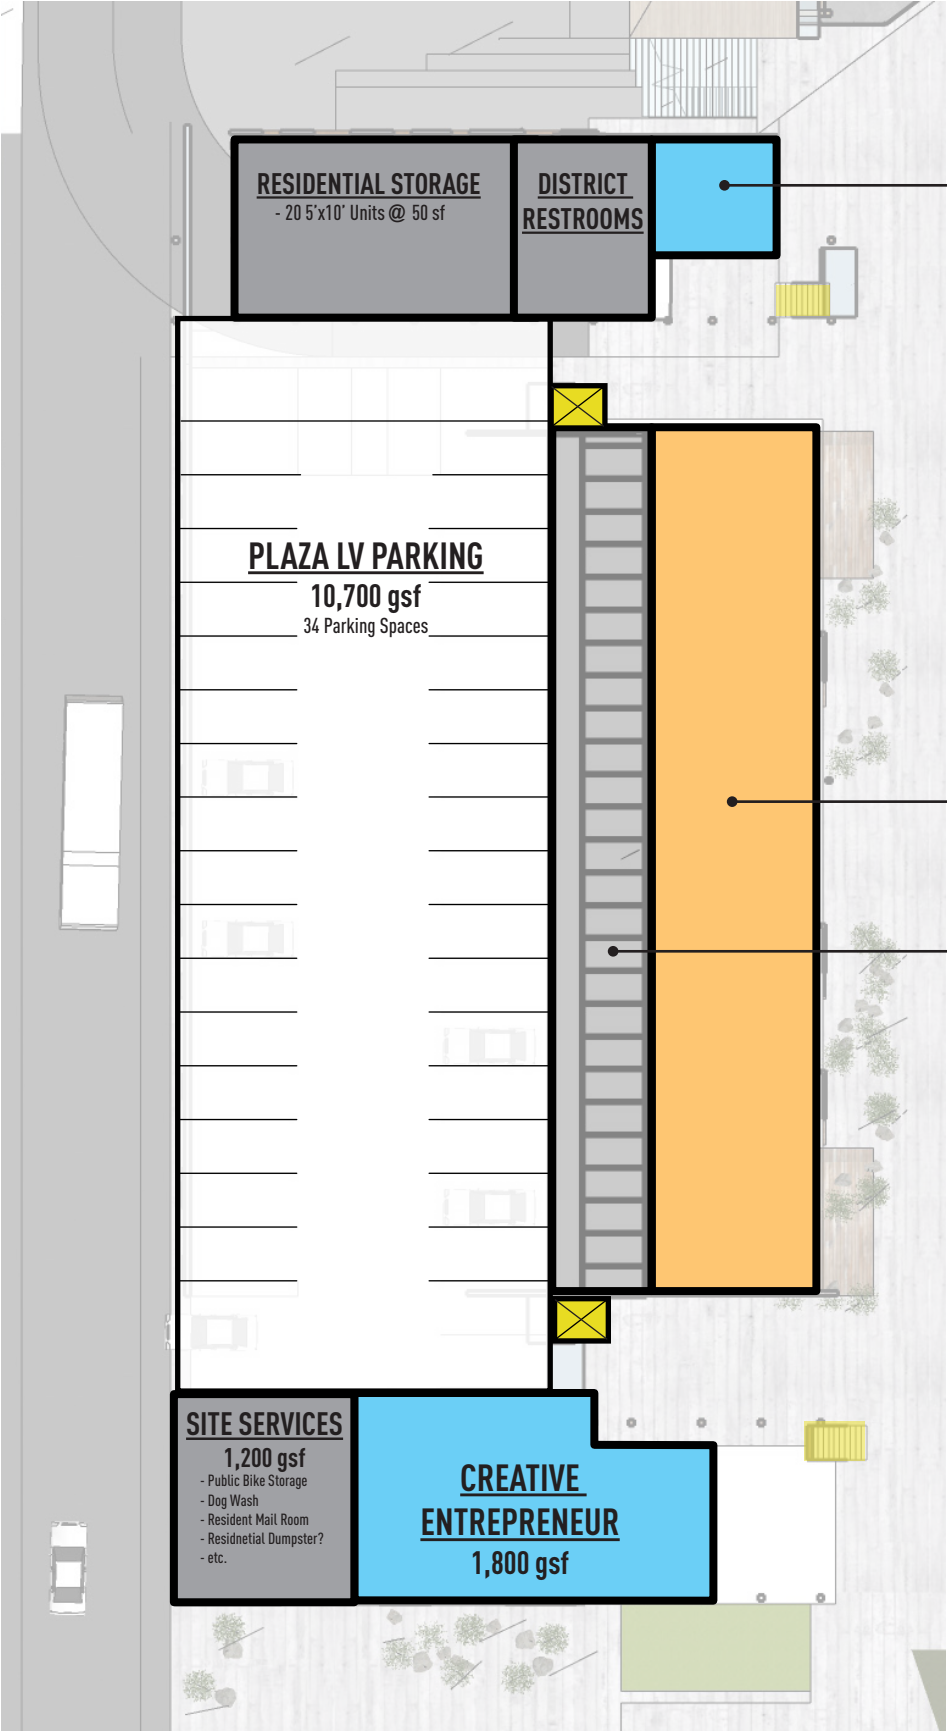 RESIDENTIAL STORAGE
- 20 5'x10' Units @ 50 sf
DISTRICT
RESTROOMS
PLAZA LV PARKING
10,700 gsf
34 Parking Spaces
SITE SERVICES
1,200 gsf
- Public Bike Storage
- Dog Wash
- Resident Mail Room
- Residnetial Dumpster?
- etc.
CREATIVE
ENTREPRENEUR
1,800 gsf